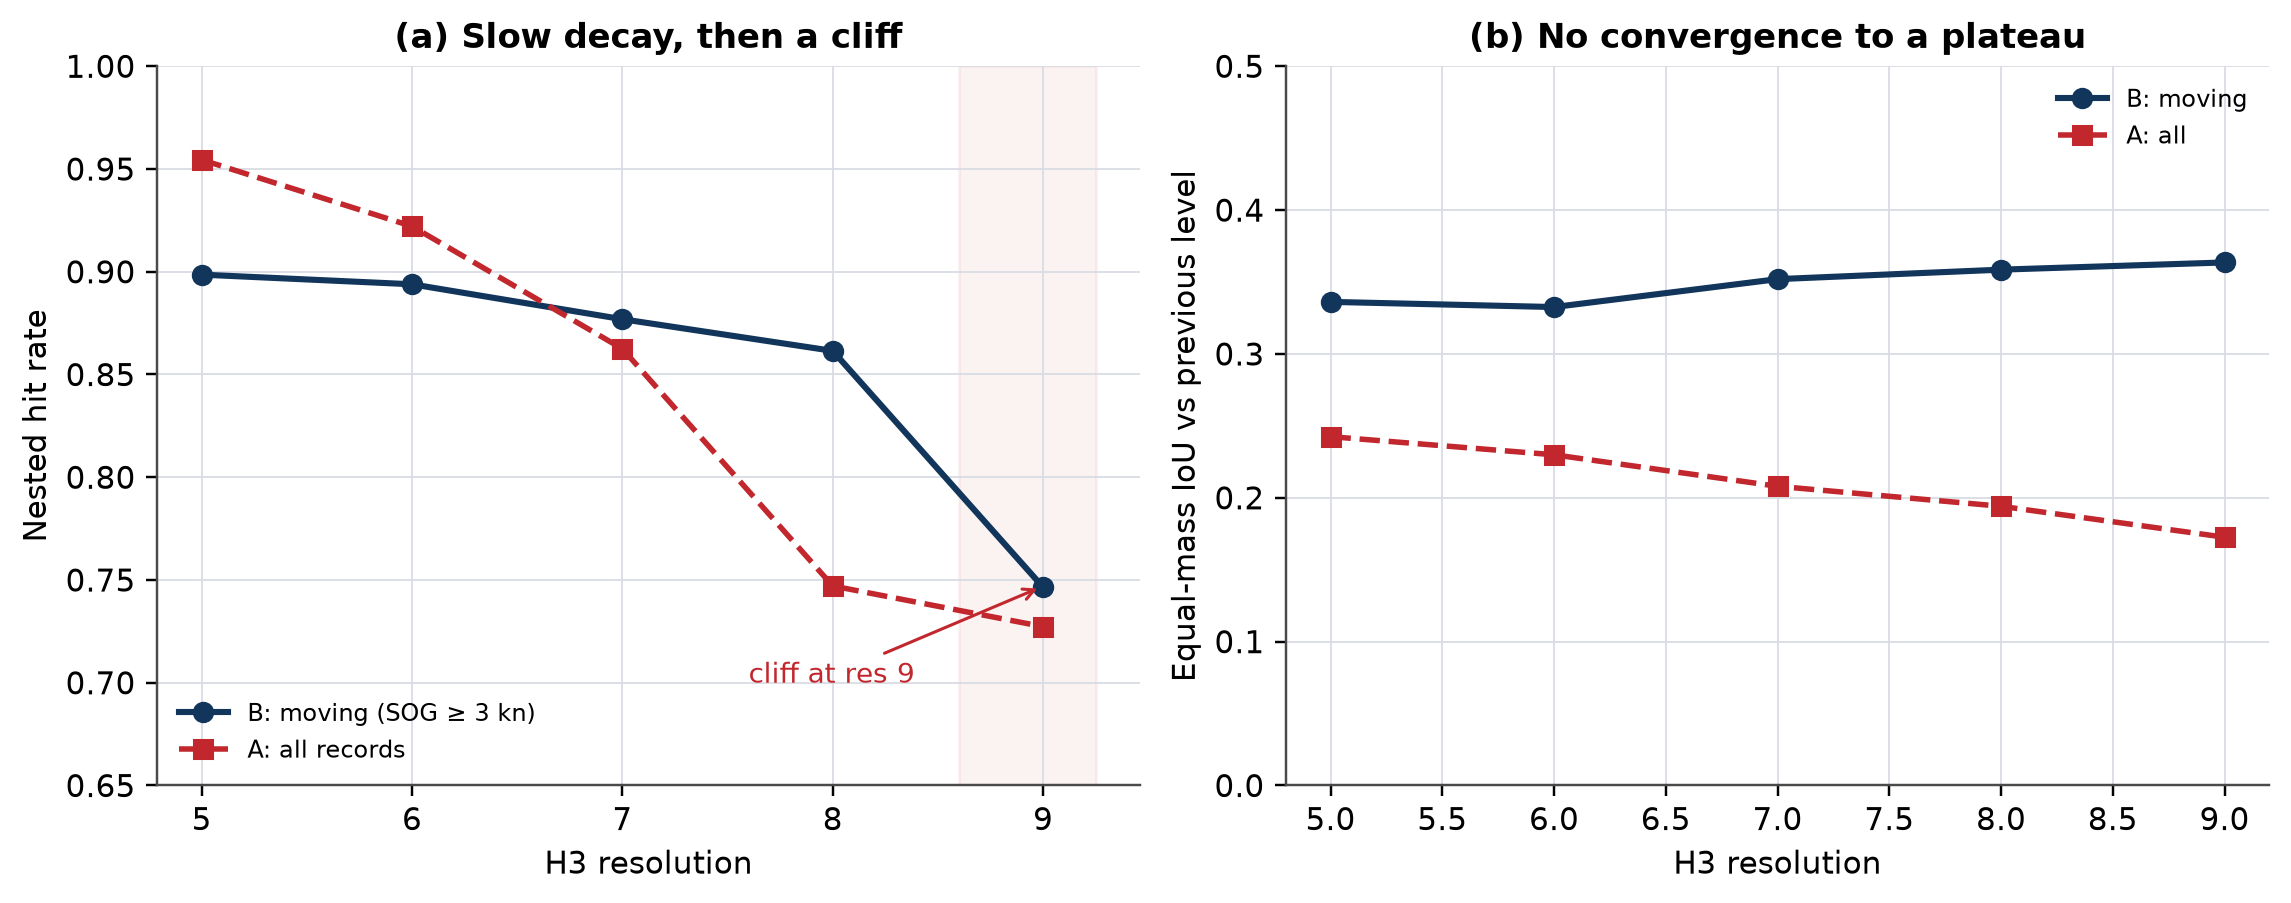 (a) Slow decay, then a cliff
Nested hit rate
1.00
0.95
0.90
0.85
0.80
0.75
0.70
0.65
cliff at res 9
B: moving (SOG ≥ 3 kn)
A: all records
5 6 7 8 9
H3 resolution
(b) No convergence to a plateau
Equal-mass IoU vs previous level
0.5
0.4
0.3
0.2
0.1
0.0
B: moving
A: all
5.0 5.5 6.0 6.5 7.0 7.5 8.0 8.5 9.0
H3 resolution